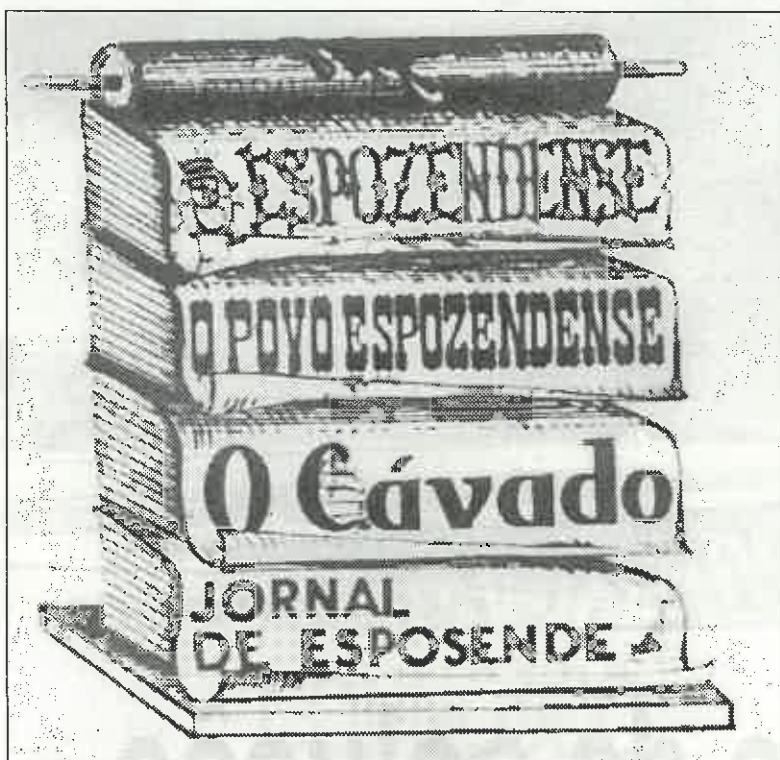 O ESPOZENDENSE
O POVO ESPOZENDENSE
O Cávado
JORNAL
DE ESPOSENDE